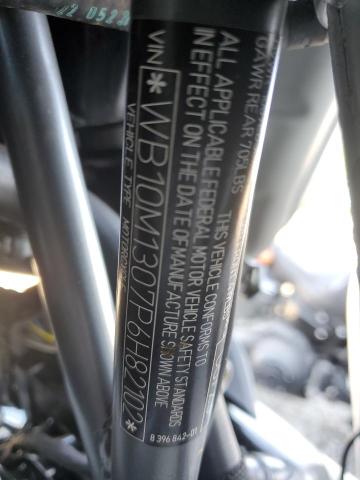 GAWR REAR 705LBS
THIS VEHICLE CONFORMS TO
ALL APPLICABLE FEDERAL MOTOR VEHICLE SAFETY STANDARDS
IN EFFECT ON THE DATE OF MANUFACTURE SHOWN ABOVE
VIN *WB10M1307P6H8202*
VEHICLE TYPE MOTORCYCLE
8 396 842-01